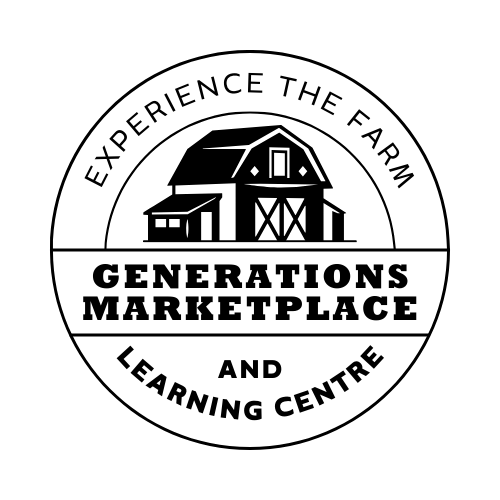 EXPERIENCE THE FARM
GENERATIONS
MARKETPLACE
AND
LEARNING CENTRE